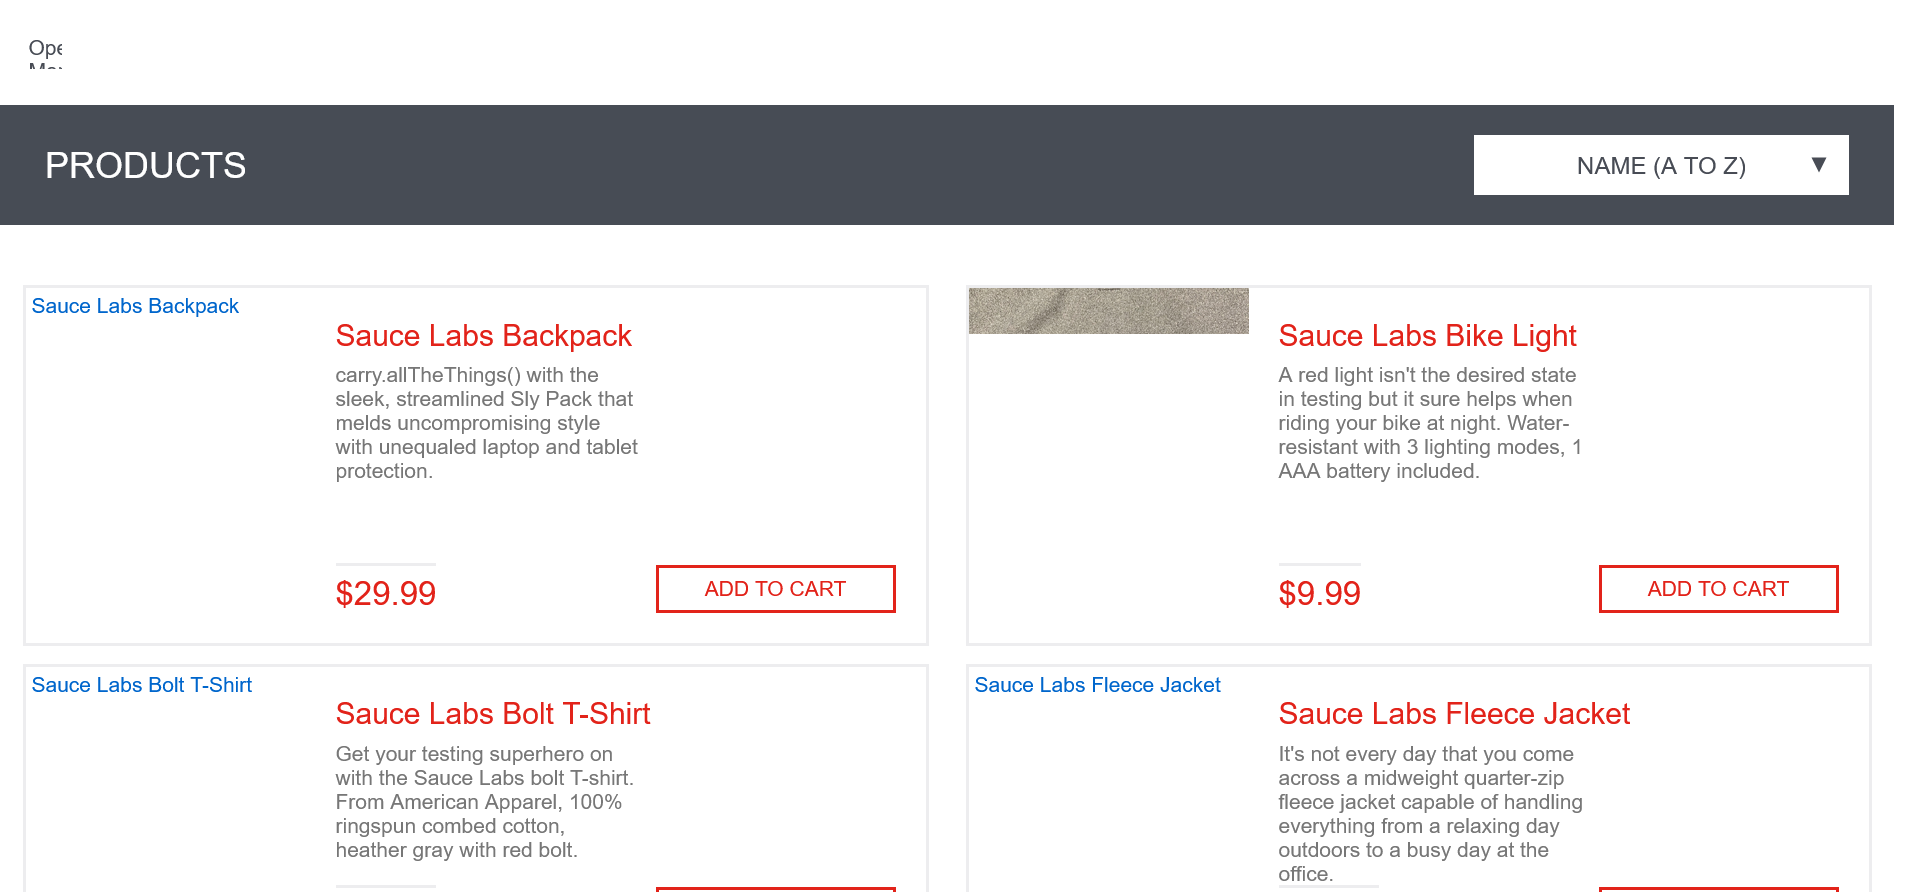 Ope
PRODUCTS
NAME (A TO Z) ▼
Sauce Labs Backpack
Sauce Labs Backpack
carry.allTheThings() with the
sleek, streamlined Sly Pack that
melds uncompromising style
with unequaled laptop and tablet
protection.
$29.99
ADD TO CART
Sauce Labs Bike Light
A red light isn't the desired state
in testing but it sure helps when
riding your bike at night. Water-
resistant with 3 lighting modes, 1
AAA battery included.
$9.99
ADD TO CART
Sauce Labs Bolt T-Shirt
Sauce Labs Bolt T-Shirt
Get your testing superhero on
with the Sauce Labs bolt T-shirt.
From American Apparel, 100%
ringspun combed cotton,
heather gray with red bolt.
Sauce Labs Fleece Jacket
Sauce Labs Fleece Jacket
It's not every day that you come
across a midweight quarter-zip
fleece jacket capable of handling
everything from a relaxing day
outdoors to a busy day at the
office.